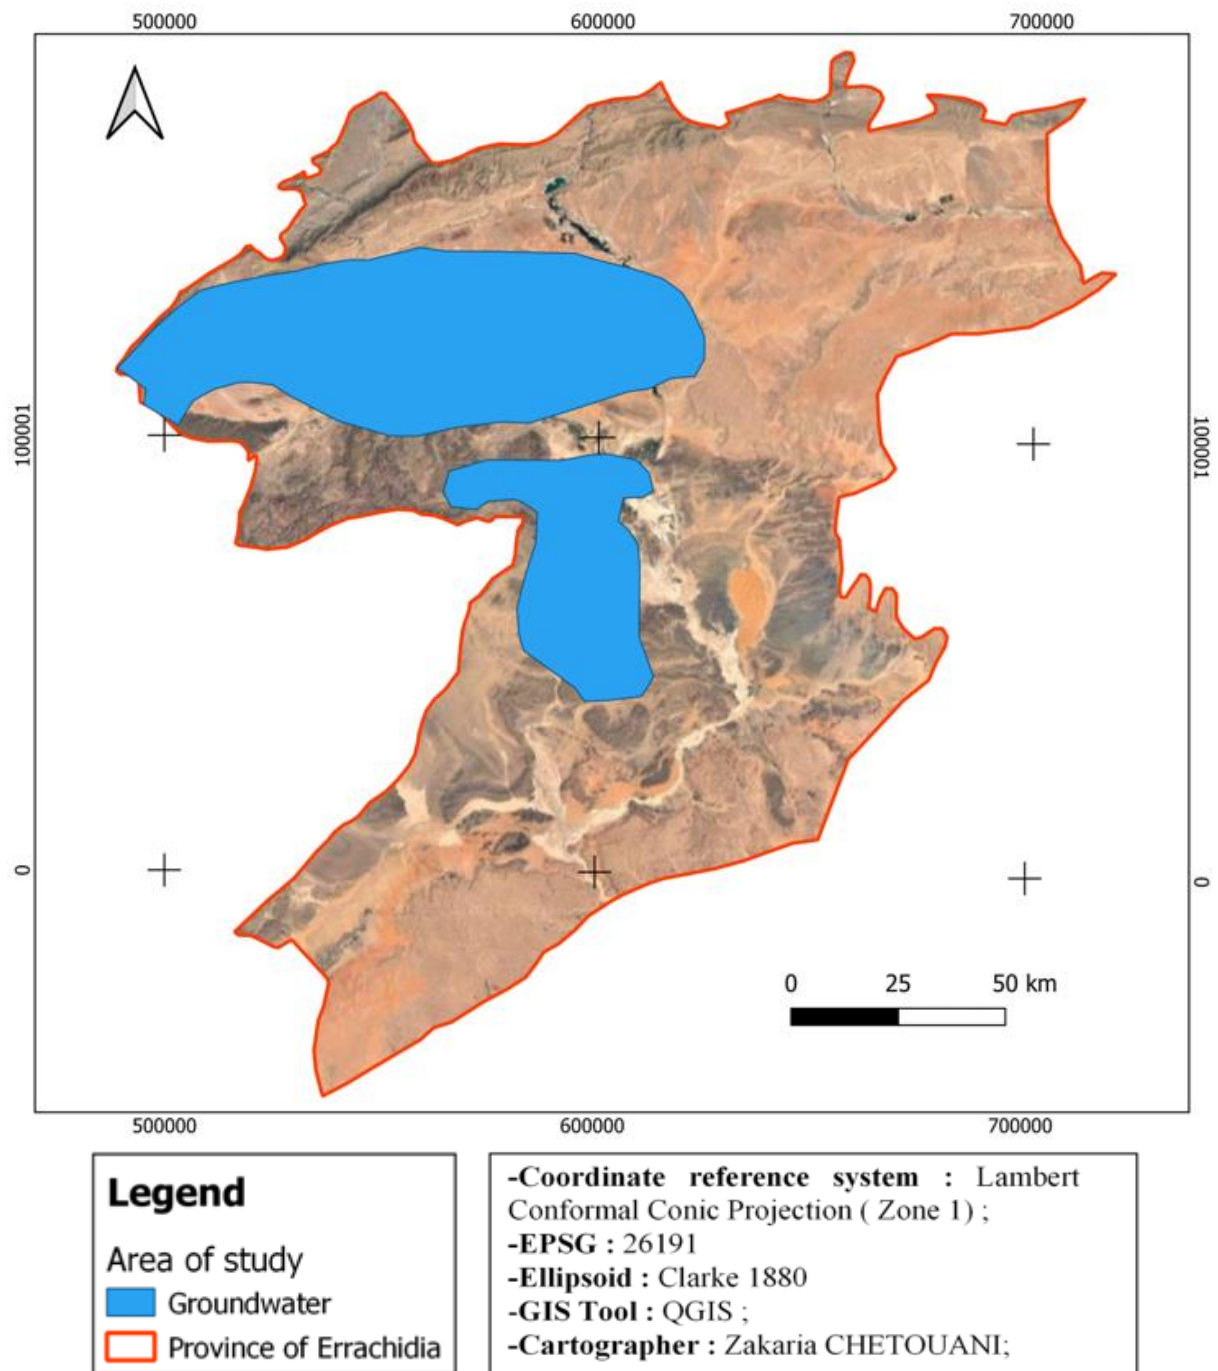 500000 600000 700000
100001 100001
0 0
0 25 50 km
500000 600000 700000
Legend
Area of study
Groundwater
Province of Errachidia
-Coordinate reference system : Lambert
Conformal Conic Projection ( Zone 1) ;
-EPSG : 26191
-Ellipsoid : Clarke 1880
-GIS Tool : QGIS ;
-Cartographer : Zakaria CHETOUANI;